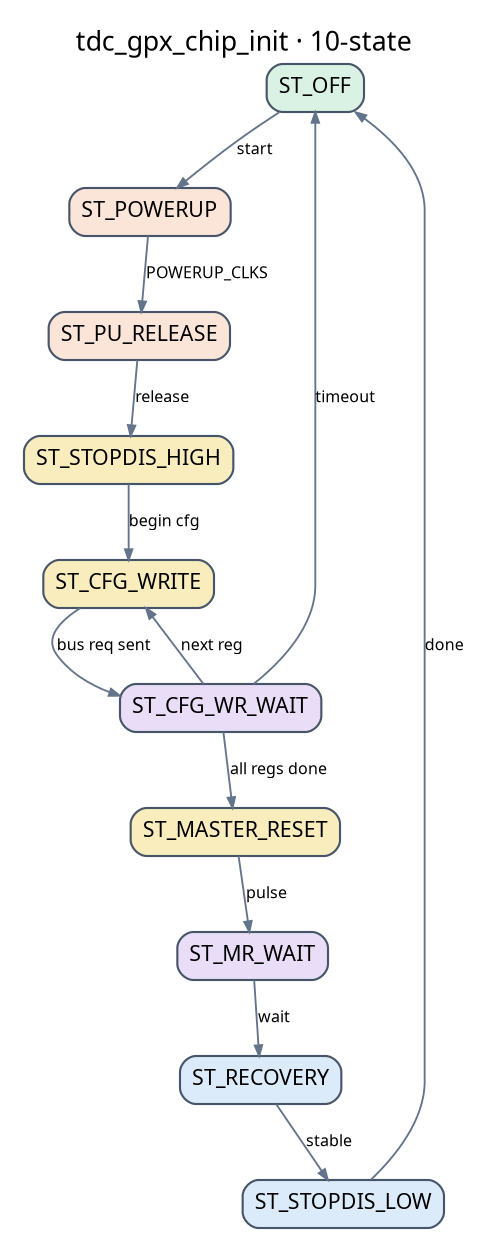 tdc_gpx_chip_init · 10-state
ST_OFF
start
ST_POWERUP
POWERUP_CLKS
ST_PU_RELEASE
release
timeout
ST_STOPDIS_HIGH
begin cfg
ST_CFG_WRITE
bus req sent
next reg
done
ST_CFG_WR_WAIT
all regs done
ST_MASTER_RESET
pulse
ST_MR_WAIT
wait
ST_RECOVERY
stable
ST_STOPDIS_LOW